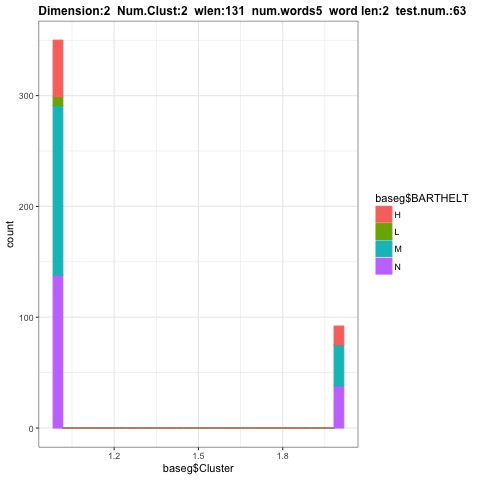 Dimension:2 Num.Clust:2 wlen:131 num.words5 word len:2 test.num.:63
300
200
100
0
count
1.2 1.5 1.8
baseg$Cluster
baseg$BARTHELT
H
L
M
N